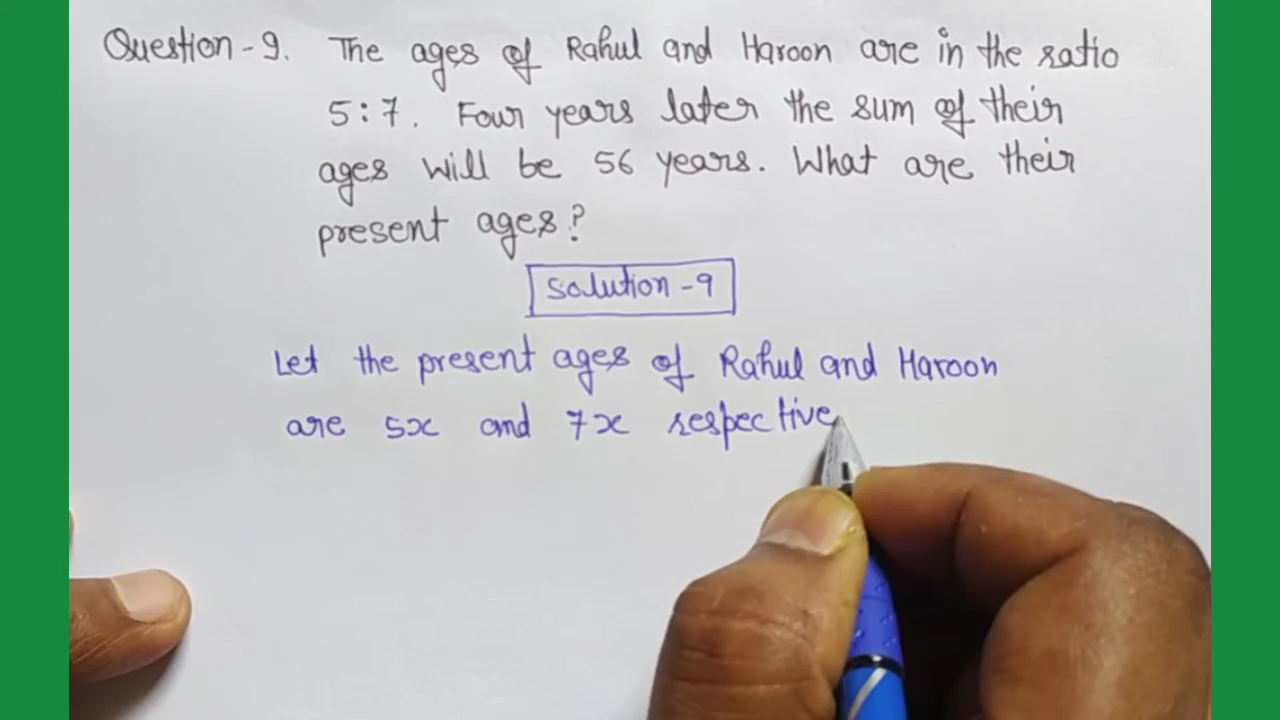 Question - 9. The ages of Rahul and Haroon are in the ratio
5 : 7. Four years later the sum of their
ages will be 56 years. What are their
present ages?
Solution - 9
Let the present ages of Rahul and Haroon
are 5x and 7x respective